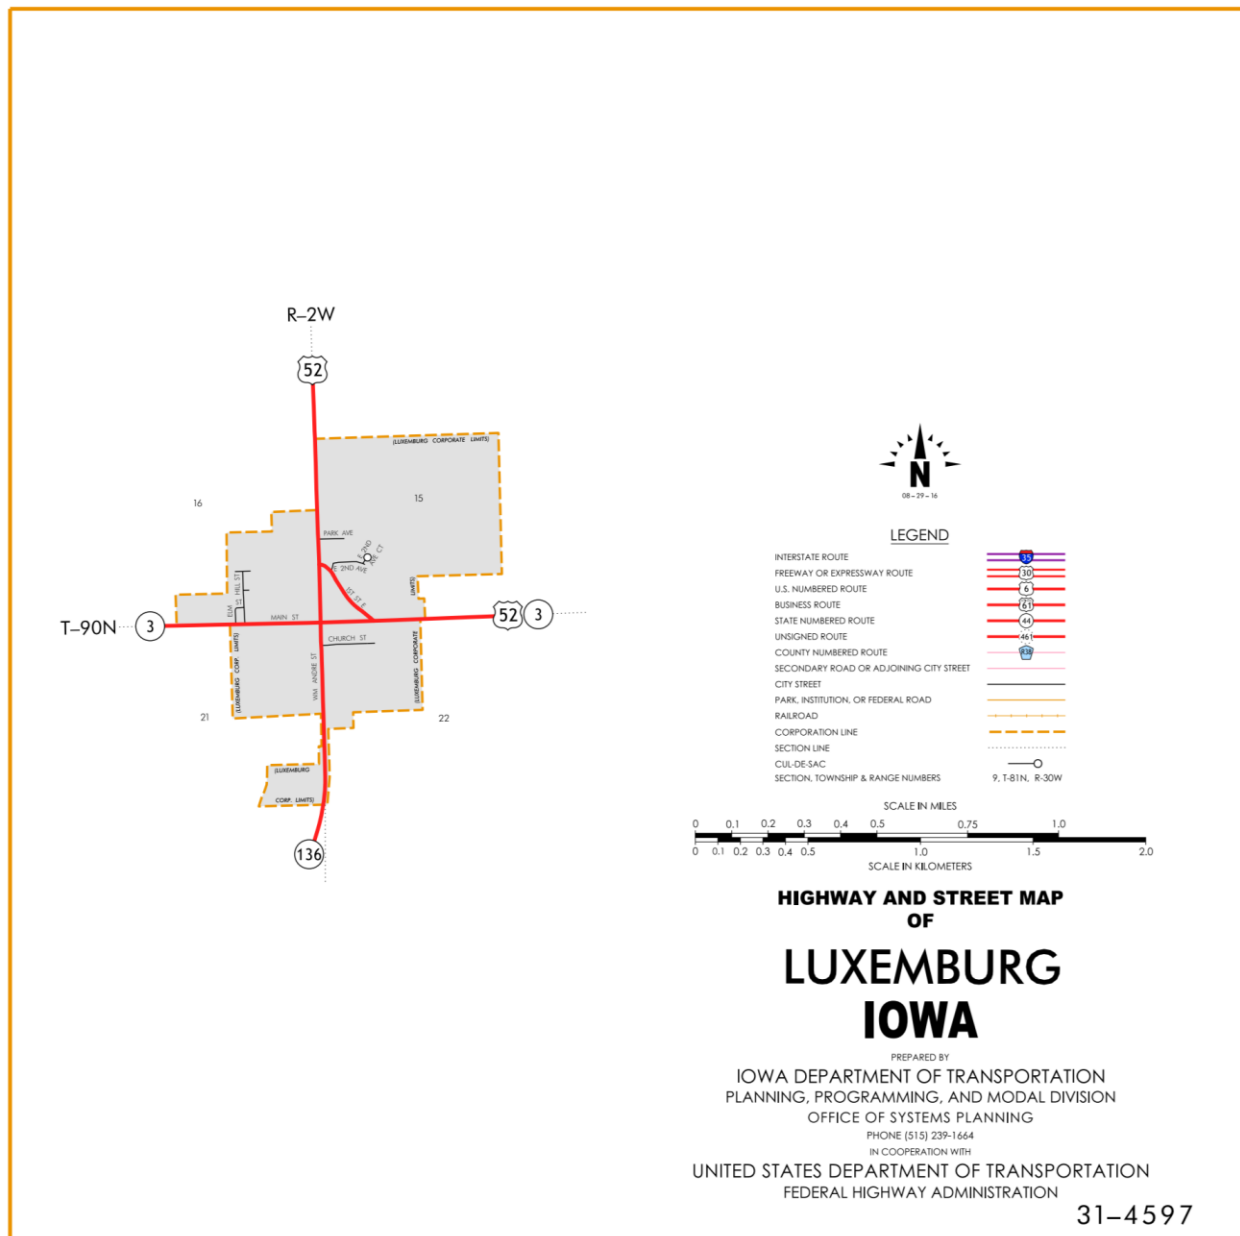 R–2W
52
(LUXEMBURG CORPORATE LIMITS)
16
15
PARK AVE
E 2ND
AVE CT
E 2ND AVE
HILL ST
ELM
ST
1ST ST E
LIMITS)
(LUXEMBURG CORPORATE
T–90N
3
MAIN ST
52
3
CHURCH ST
(LUXEMBURG CORP. LIMITS)
WM ANDRE ST
21
22
(LUXEMBURG
CORP. LIMITS)
136
N
08–29–16
LEGEND
INTERSTATE ROUTE 35
FREEWAY OR EXPRESSWAY ROUTE 30
U.S. NUMBERED ROUTE 6
BUSINESS ROUTE 61
STATE NUMBERED ROUTE 44
UNSIGNED ROUTE 461
COUNTY NUMBERED ROUTE
SECONDARY ROAD OR ADJOINING CITY STREET
CITY STREET
PARK, INSTITUTION, OR FEDERAL ROAD
RAILROAD
CORPORATION LINE
SECTION LINE
CUL-DE-SAC
SECTION, TOWNSHIP & RANGE NUMBERS 9, T-81N, R-30W
SCALE IN MILES
0 0.1 0.2 0.3 0.4 0.5 0.75 1.0
0 0.1 0.2 0.3 0.4 0.5 1.0 1.5 2.0
SCALE IN KILOMETERS
HIGHWAY AND STREET MAP
OF
LUXEMBURG
IOWA
PREPARED BY
IOWA DEPARTMENT OF TRANSPORTATION
PLANNING, PROGRAMMING, AND MODAL DIVISION
OFFICE OF SYSTEMS PLANNING
PHONE (515) 239-1664
IN COOPERATION WITH
UNITED STATES DEPARTMENT OF TRANSPORTATION
FEDERAL HIGHWAY ADMINISTRATION
31–4597